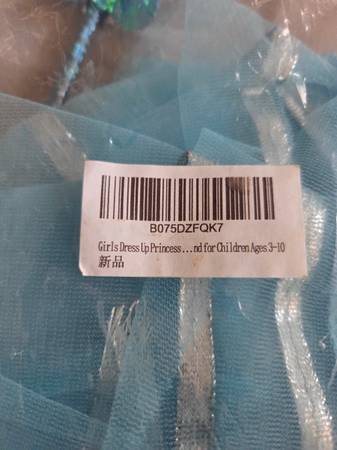 B075DZFQK7
Girls Dress Up Princess...nd for Children Ages 3-10
新品